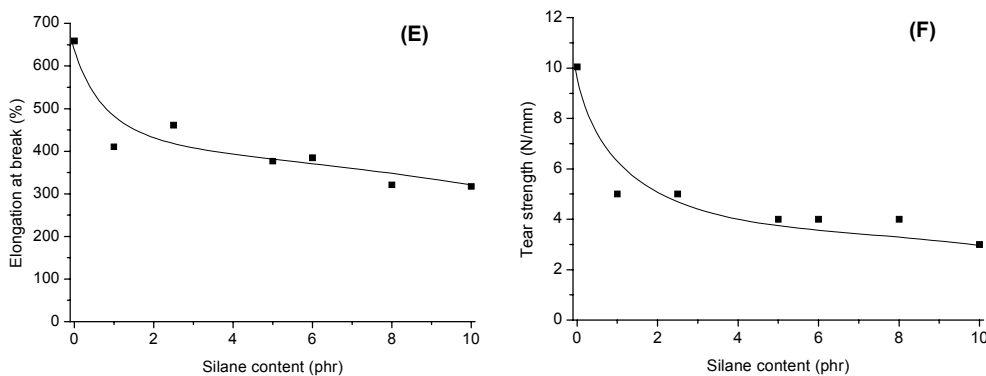 (E)
Elongation at break (%)
700
600
500
400
300
200
100
0
0 2 4 6 8 10
Silane content (phr)
(F)
Tear strength (N/mm)
12
10
8
6
4
2
0
0 2 4 6 8 10
Silane content (phr)